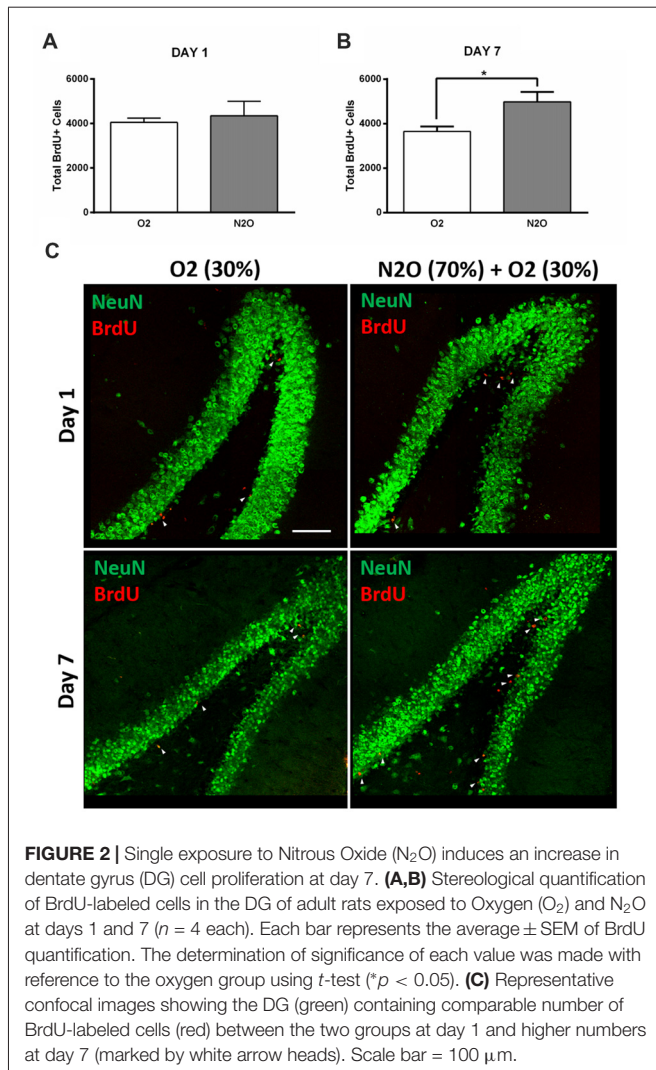 A
B
DAY 1
DAY 7
Total BrdU+ Cells
6000
4000
2000
0
O2
N2O
Total BrdU+ Cells
6000
4000
2000
0
*
O2
N2O
C
O2 (30%)
N2O (70%) + O2 (30%)
Day 1
NeuN
BrdU
NeuN
BrdU
Day 7
NeuN
BrdU
NeuN
BrdU
FIGURE 2 | Single exposure to Nitrous Oxide (N₂O) induces an increase in
dentate gyrus (DG) cell proliferation at day 7. (A,B) Stereological quantification
of BrdU-labeled cells in the DG of adult rats exposed to Oxygen (O₂) and N₂O
at days 1 and 7 (n = 4 each). Each bar represents the average ± SEM of BrdU
quantification. The determination of significance of each value was made with
reference to the oxygen group using t-test (*p < 0.05). (C) Representative
confocal images showing the DG (green) containing comparable number of
BrdU-labeled cells (red) between the two groups at day 1 and higher numbers
at day 7 (marked by white arrow heads). Scale bar = 100 μm.